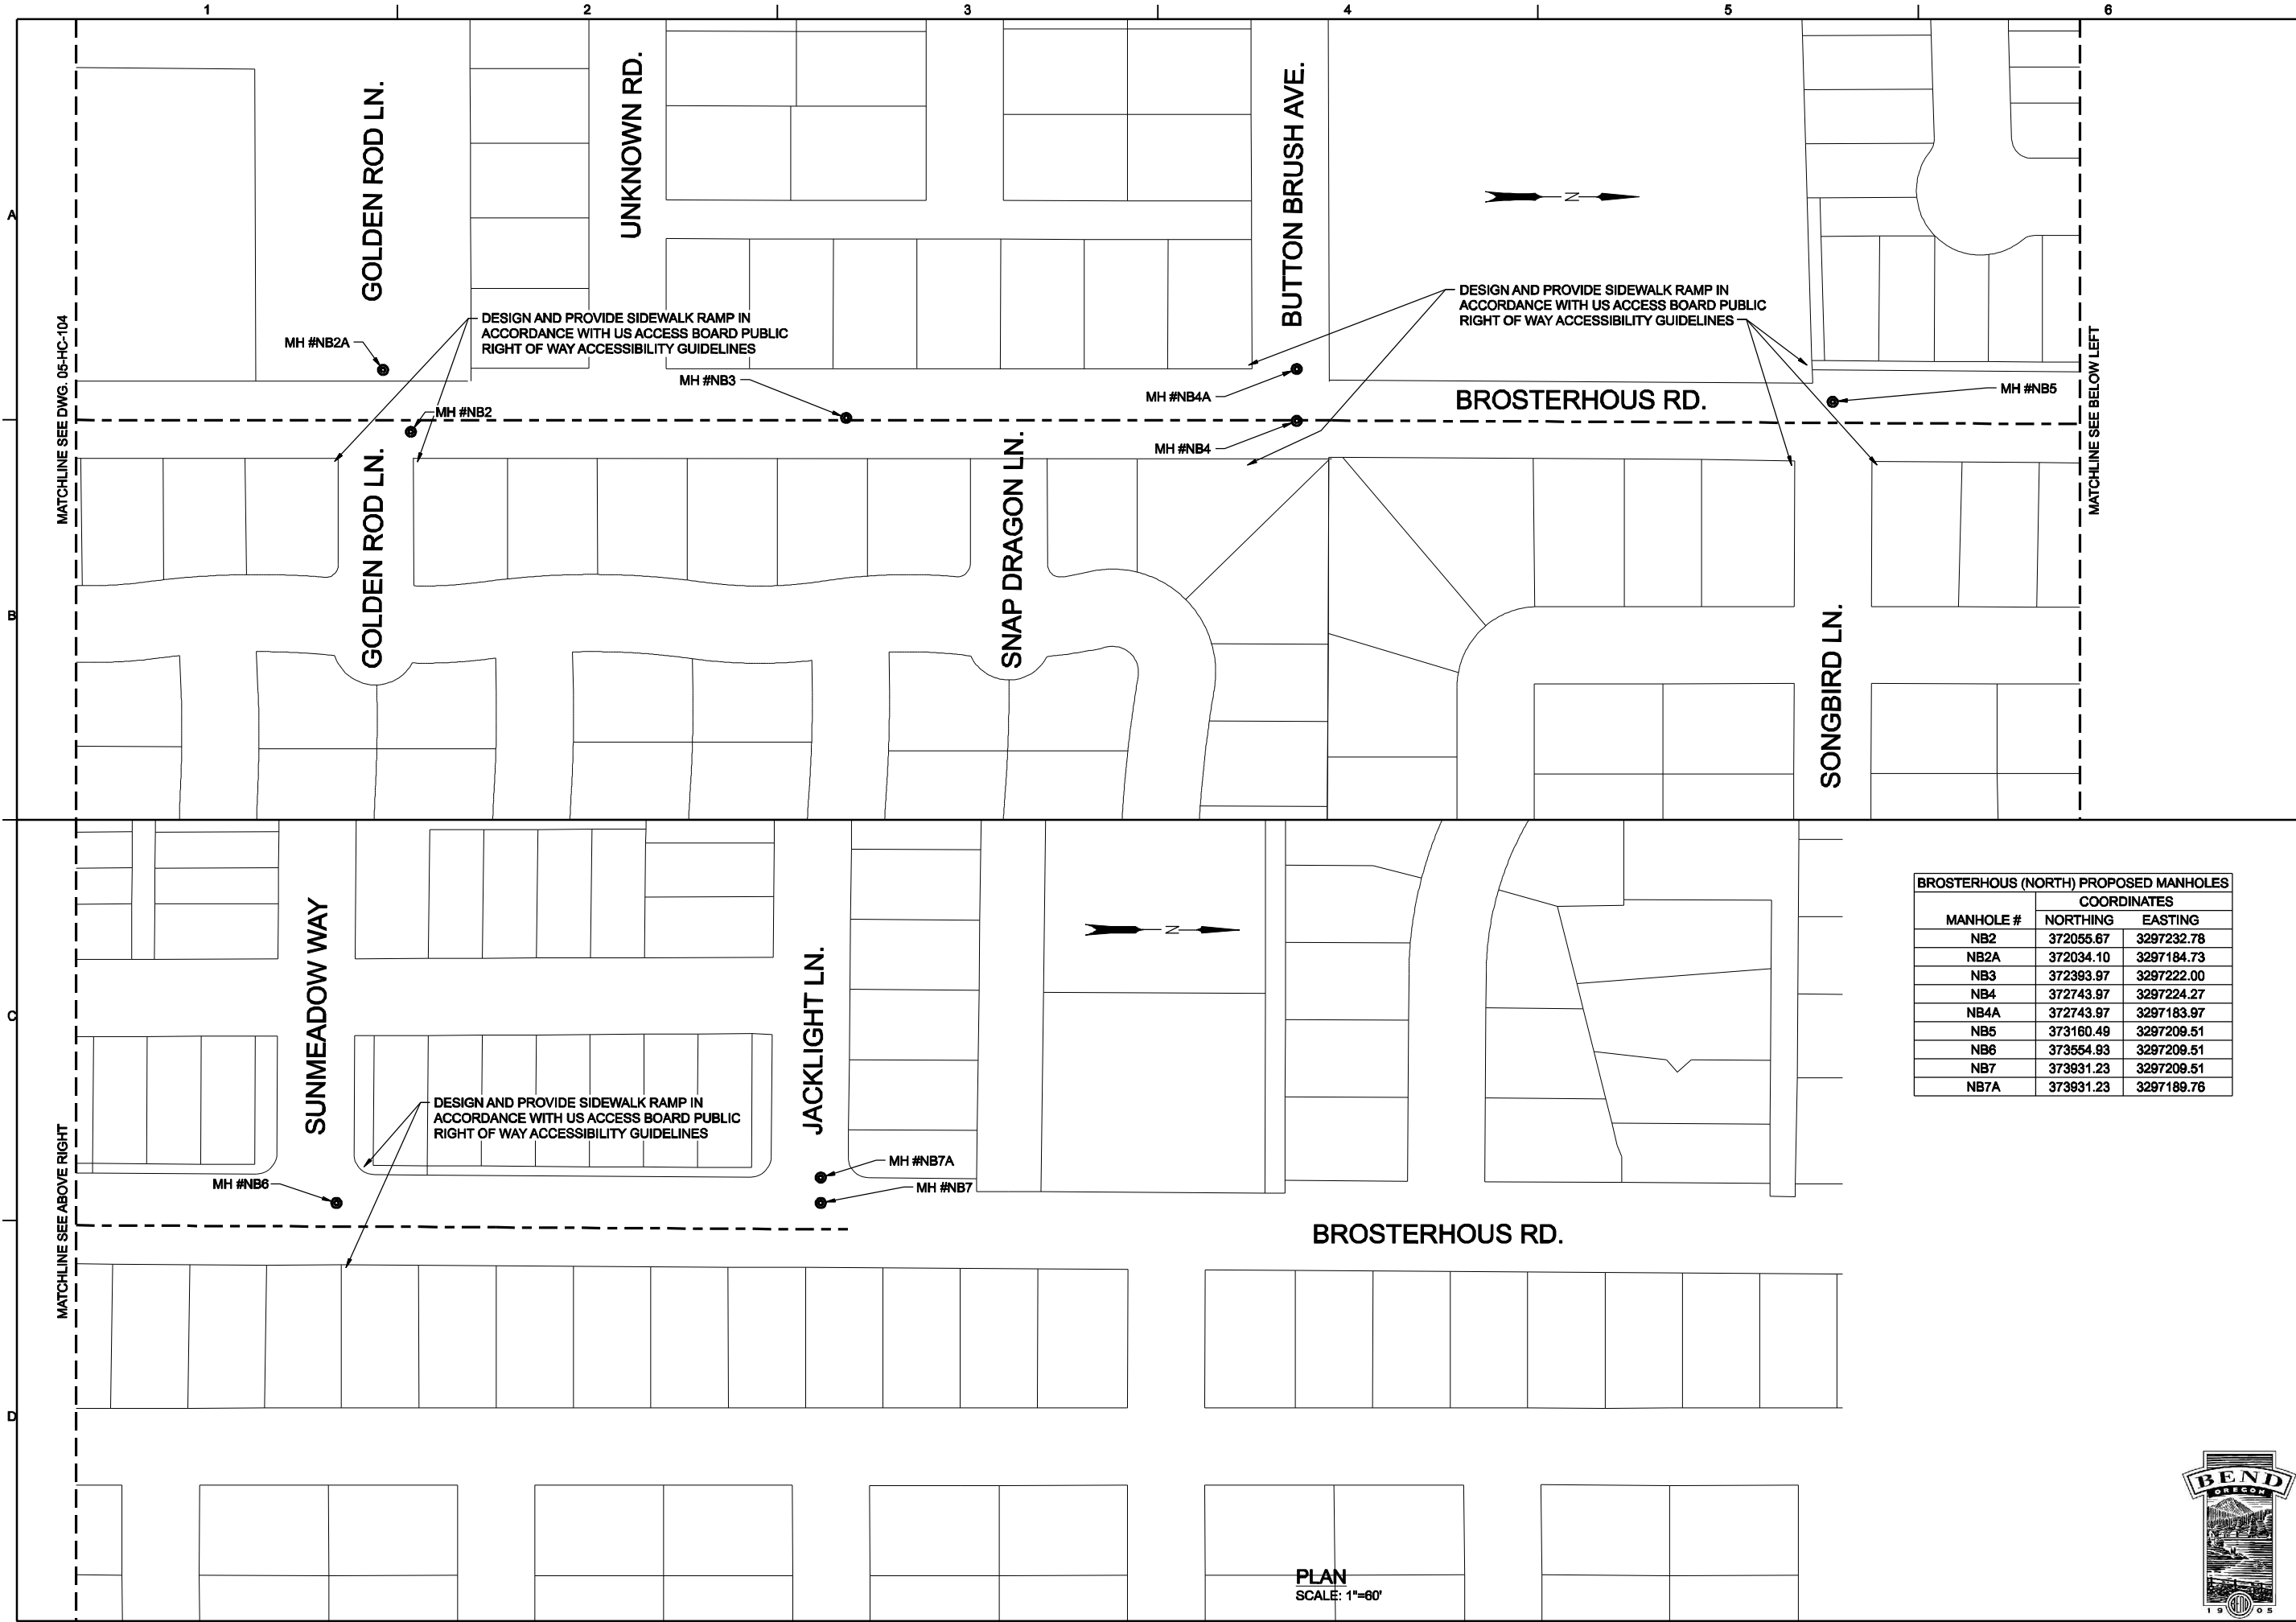 1 2 3 4 5 6
A
B
C
D
GOLDEN ROD LN.
UNKNOWN RD.
BUTTON BRUSH AVE.
N
DESIGN AND PROVIDE SIDEWALK RAMP IN
ACCORDANCE WITH US ACCESS BOARD PUBLIC
RIGHT OF WAY ACCESSIBILITY GUIDELINES
DESIGN AND PROVIDE SIDEWALK RAMP IN
ACCORDANCE WITH US ACCESS BOARD PUBLIC
RIGHT OF WAY ACCESSIBILITY GUIDELINES
MATCHLINE SEE DWG. 05-HC-104
MATCHLINE SEE BELOW LEFT
MH #NB2A
MH #NB3
MH #NB4A
MH #NB5
BROSTERHOUS RD.
MH #NB2
MH #NB4
GOLDEN ROD LN.
SNAP DRAGON LN.
SONGBIRD LN.
SUNMEADOW WAY
JACKLIGHT LN.
N
BROSTERHOUS (NORTH) PROPOSED MANHOLES
COORDINATES
MANHOLE # NORTHING EASTING
NB2 372055.67 3297232.78
NB2A 372034.10 3297184.73
NB3 372393.97 3297222.00
NB4 372743.97 3297224.27
NB4A 372743.97 3297183.97
NB5 373160.49 3297209.51
NB6 373554.93 3297209.51
NB7 373931.23 3297209.51
NB7A 373931.23 3297189.76
DESIGN AND PROVIDE SIDEWALK RAMP IN
ACCORDANCE WITH US ACCESS BOARD PUBLIC
RIGHT OF WAY ACCESSIBILITY GUIDELINES
MATCHLINE SEE ABOVE RIGHT
MH #NB6
MH #NB7A
MH #NB7
BROSTERHOUS RD.
PLAN
SCALE: 1"=60'
BEND
OREGON
1905